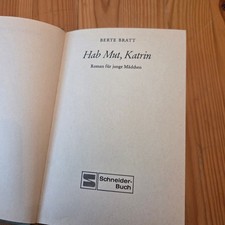 BERTE BRATT
Hab Mut, Katrin
Roman für junge Mädchen
Schneider-
Buch